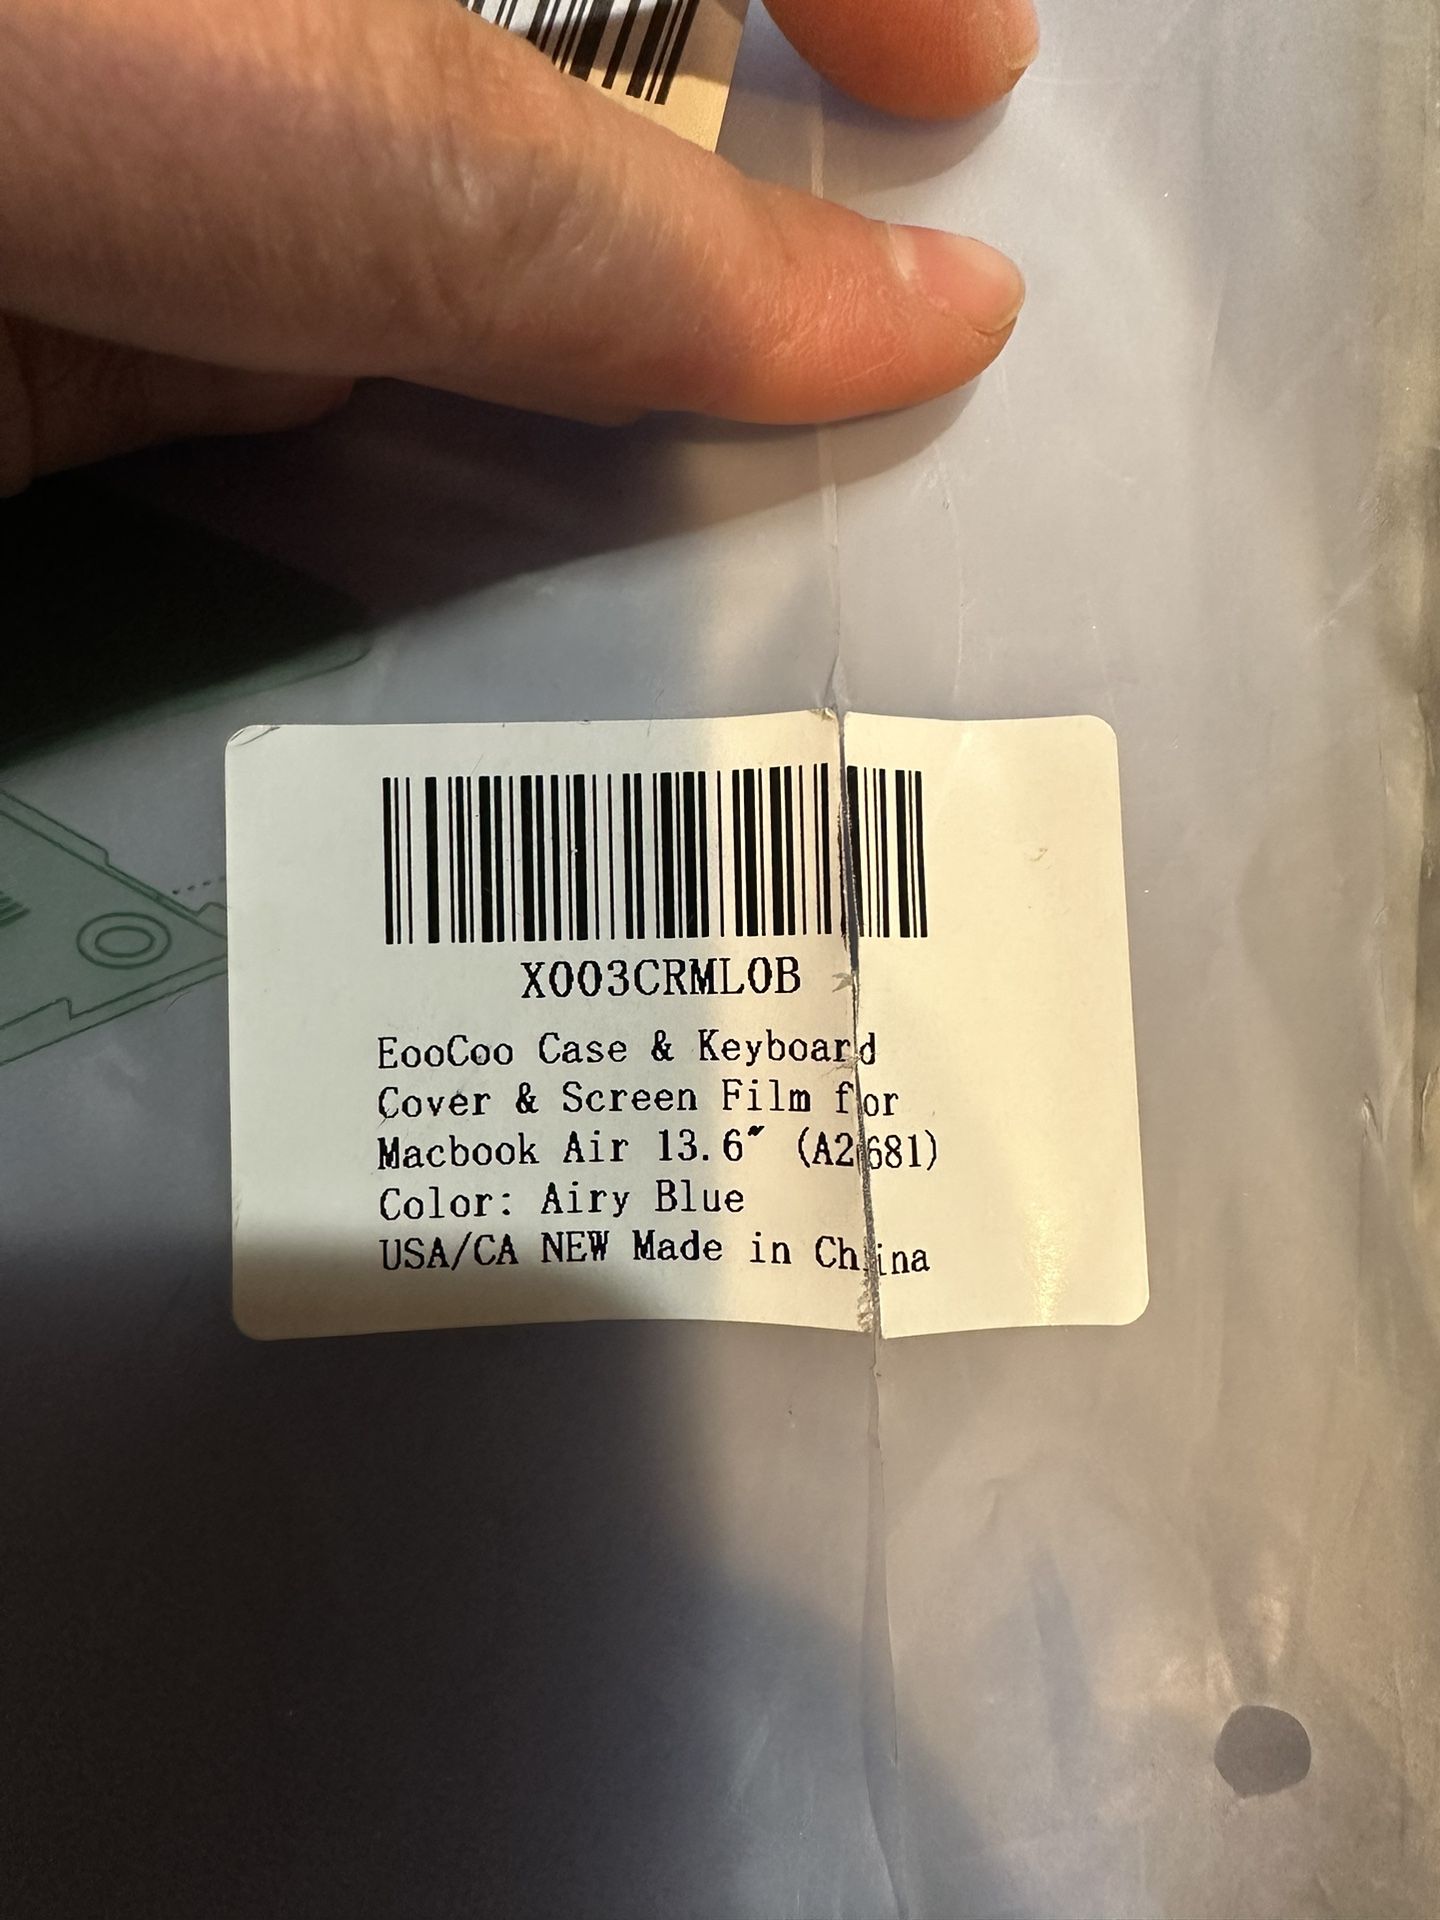 X003CRML0B
EooCoo Case & Keyboard
Cover & Screen Film for
Macbook Air 13.6″ (A2681)
Color: Airy Blue
USA/CA NEW Made in China